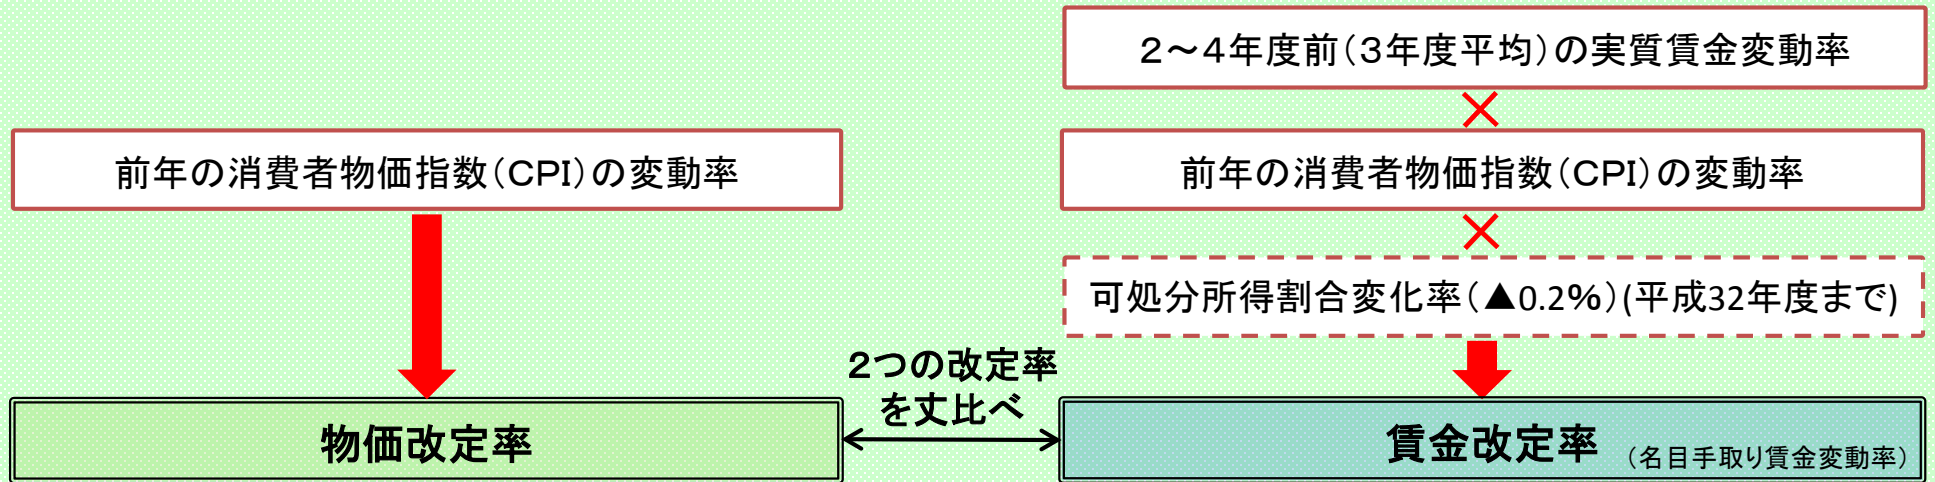 2～4年度前(3年度平均)の実質賃金変動率
×
前年の消費者物価指数(CPI)の変動率
前年の消費者物価指数(CPI)の変動率
×
可処分所得割合変化率(▲0.2%)(平成32年度まで)
2つの改定率
を丈比べ
物価改定率
賃金改定率 (名目手取り賃金変動率)